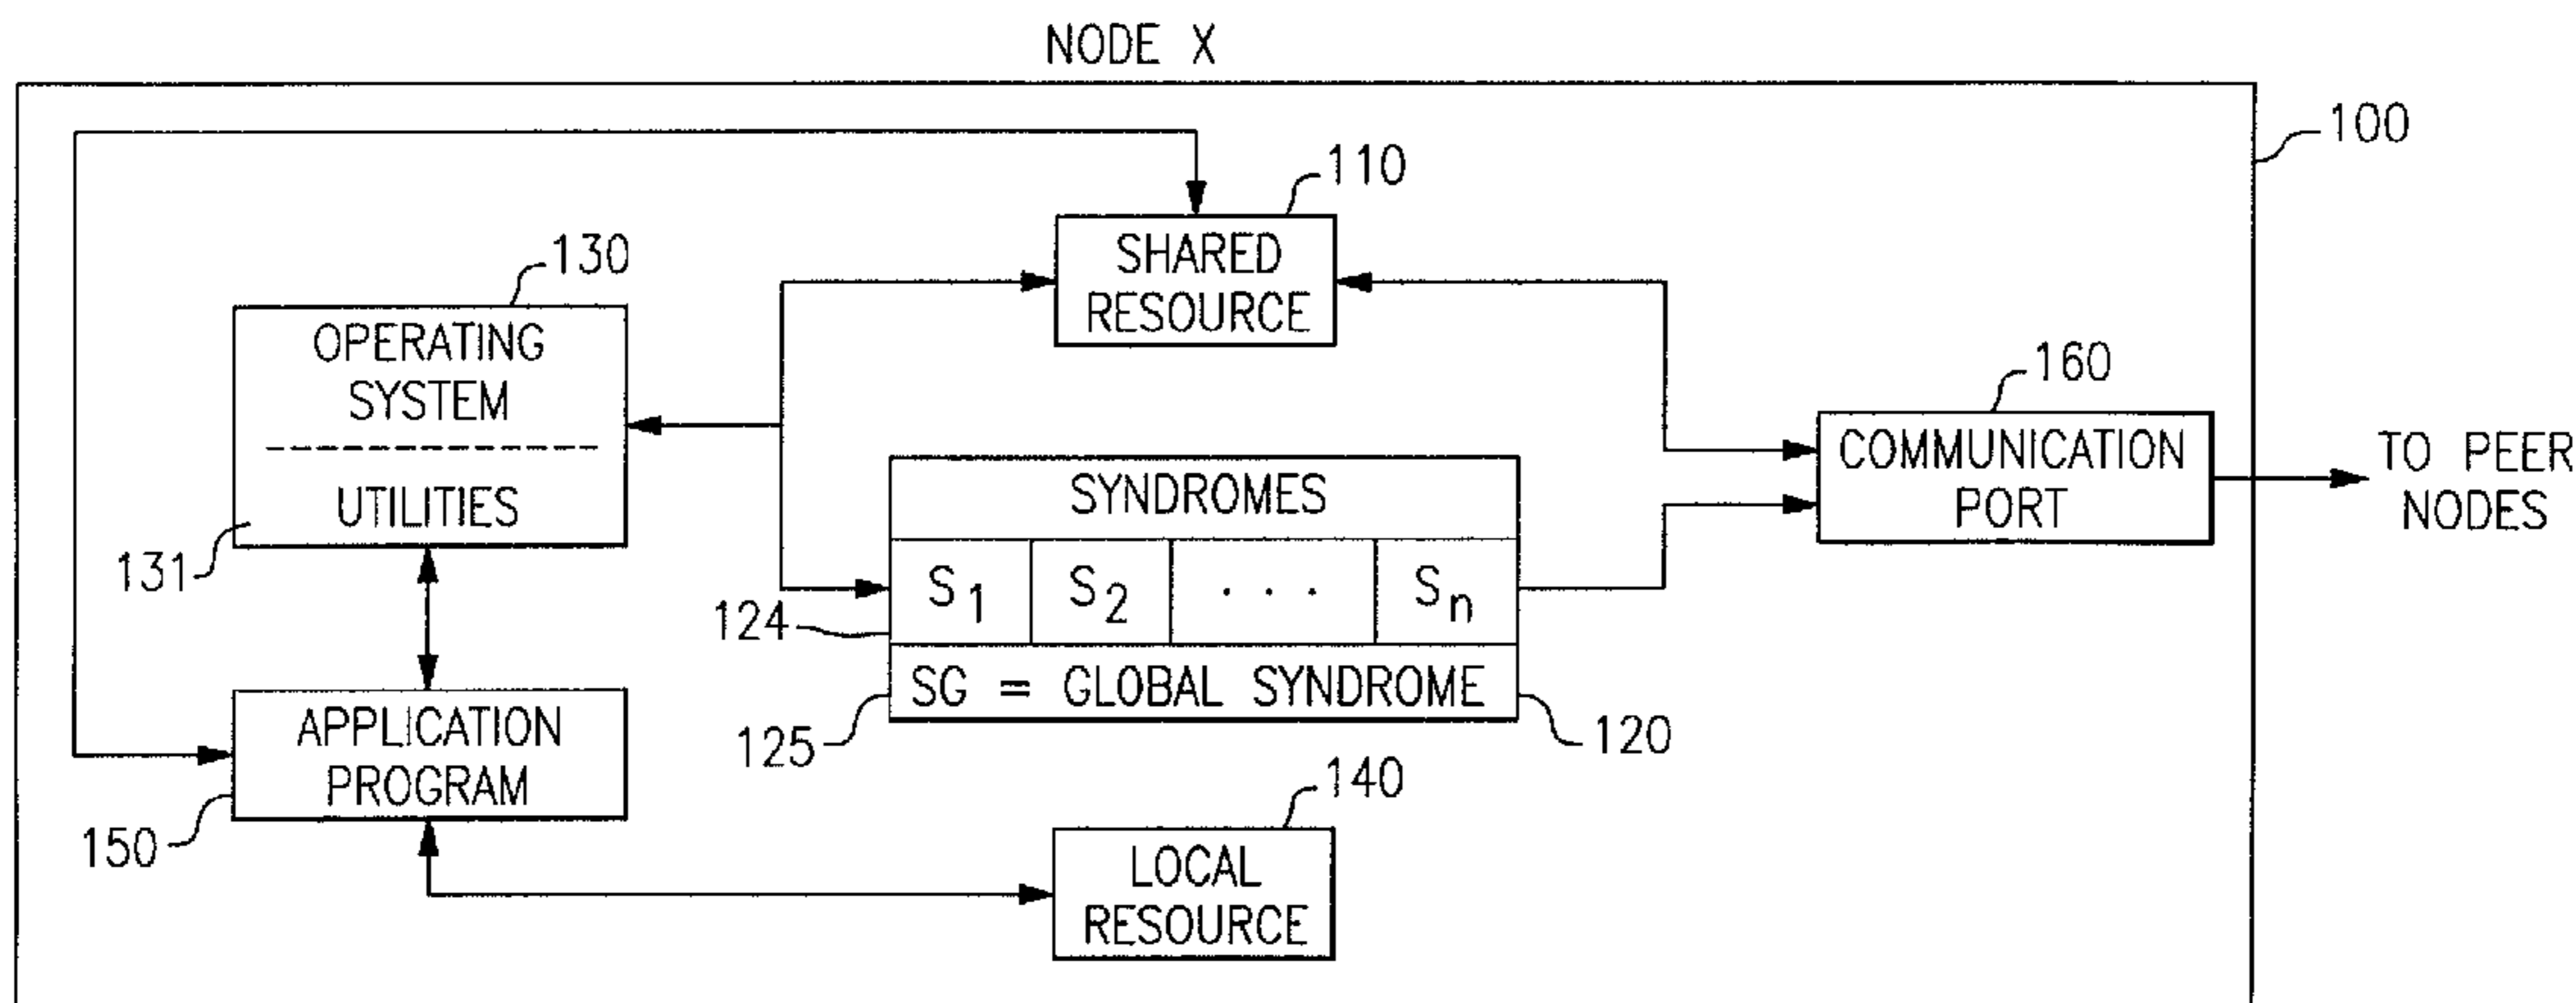 NODE X
100
110
SHARED
RESOURCE
130
OPERATING
SYSTEM
UTILITIES
131
160
COMMUNICATION
PORT
TO PEER
NODES
SYNDROMES
S1 S2 . . . Sn
124
SG = GLOBAL SYNDROME
125
120
APPLICATION
PROGRAM
150
140
LOCAL
RESOURCE